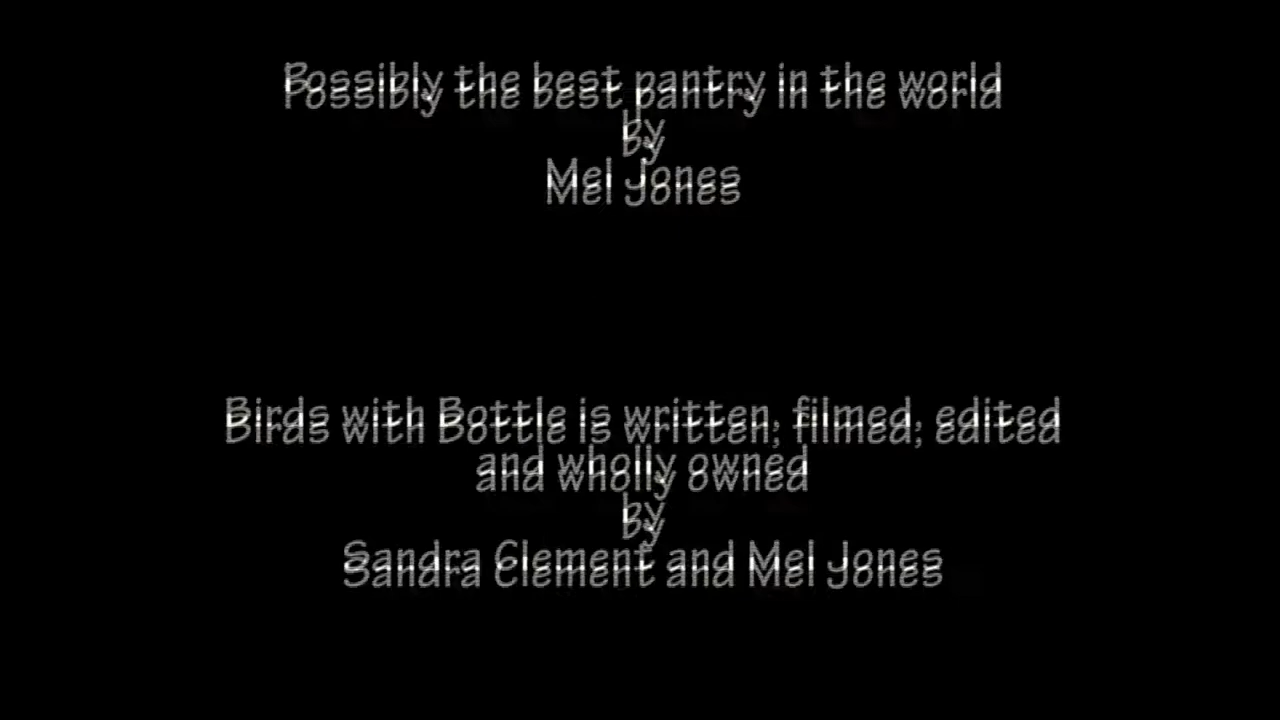 Possibly the best pantry in the world
by
Mel Jones
Birds with Bottle is written, filmed, edited
and wholly owned
by
Sandra Clement and Mel Jones